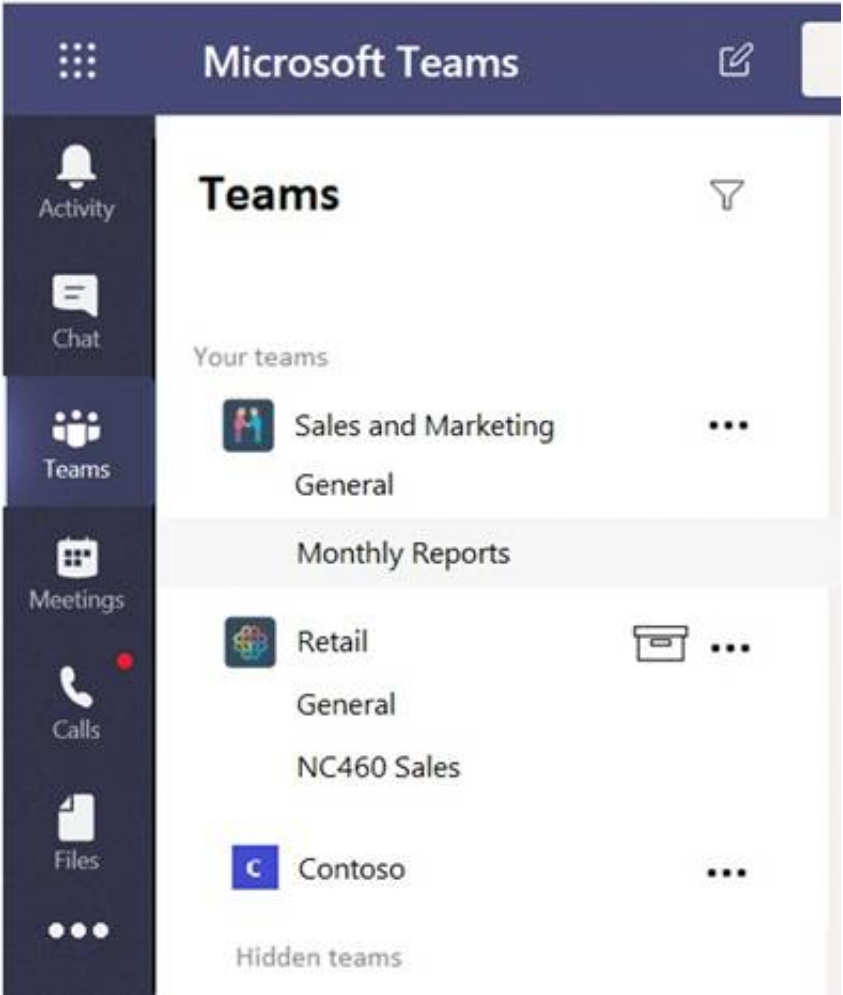 Microsoft Teams
Activity
Chat
Teams
Meetings
Calls
Files
Teams
Your teams
Sales and Marketing
General
Monthly Reports
Retail
General
NC460 Sales
C Contoso
Hidden teams